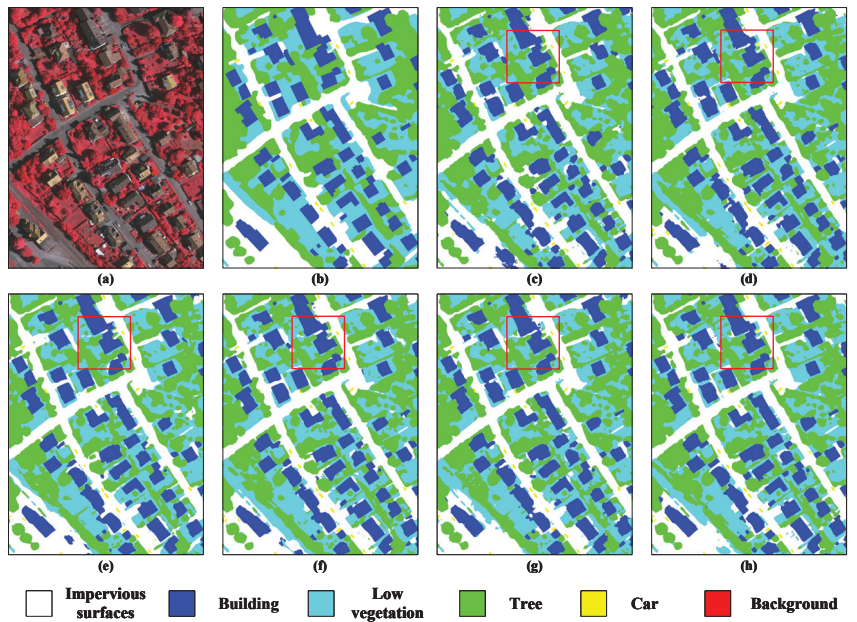 (a)
(b)
(c)
(d)
(e)
(f)
(g)
(h)
Impervious
surfaces
Building
Low
vegetation
Tree
Car
Background